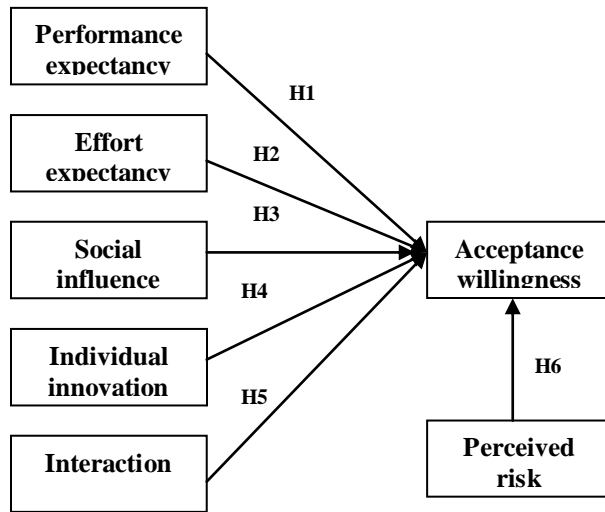 Performance
expectancy
H1
Effort
expectancy
H2
H3
Social
influence
Acceptance
willingness
H4
Individual
innovation
H5
H6
Interaction
Perceived
risk